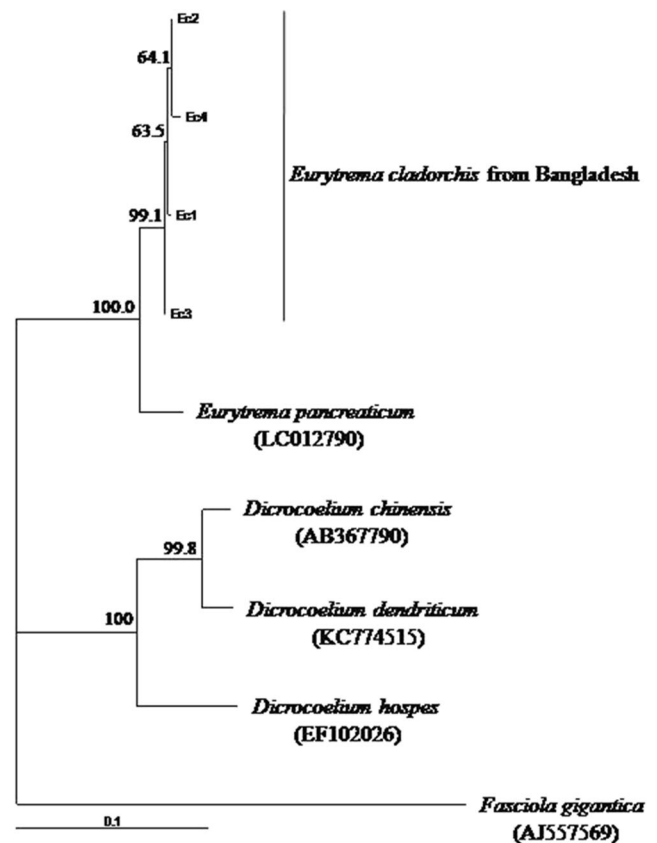 Ec2
64.1
Ec4
63.5
Eurytrema cladorchis from Bangladesh
99.1
Ec1
100.0
Ec3
Eurytrema pancreaticum
(LC012790)
Dicrocoelium chinensis
(AB367790)
99.8
Dicrocoelium dendriticum
(KC774515)
100
Dicrocoelium hospes
(EF102026)
Fasciola gigantica
(AJ557569)
0.1